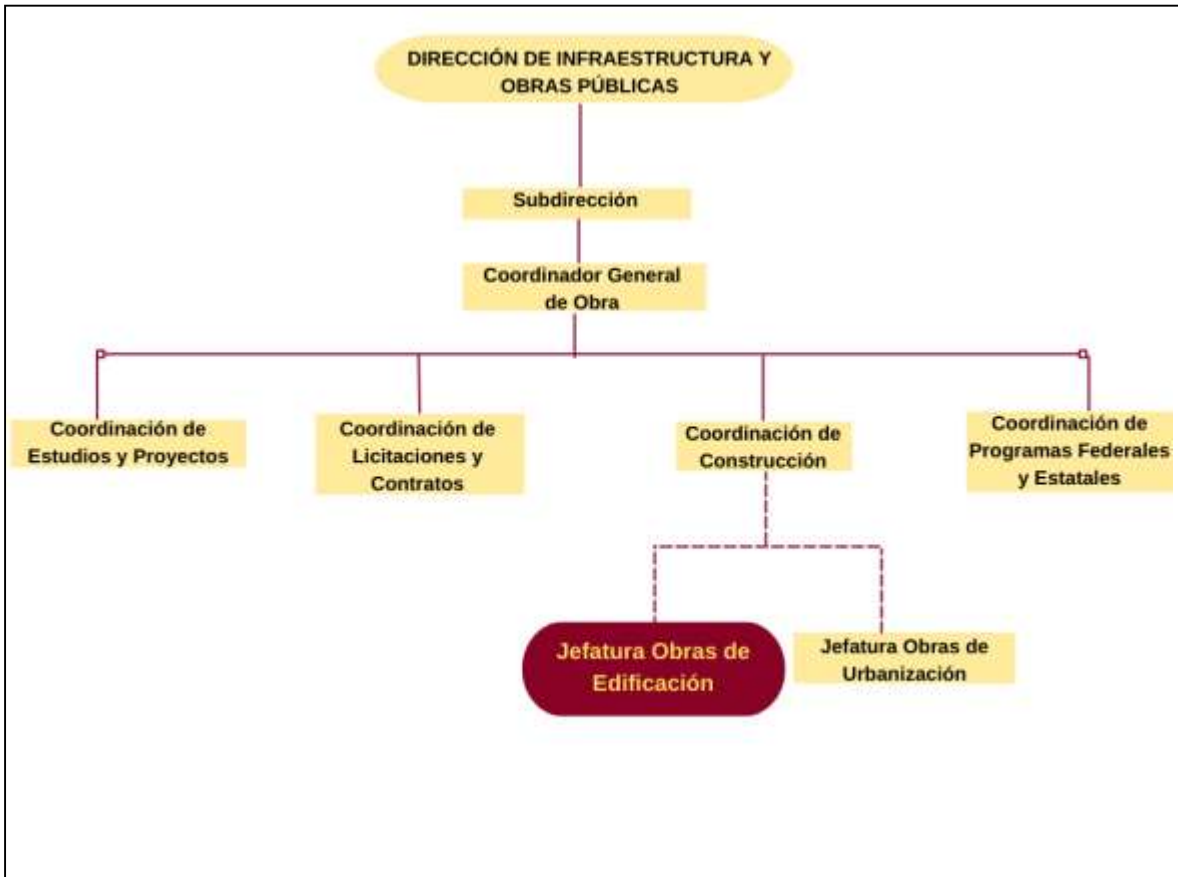 DIRECCIÓN DE INFRAESTRUCTURA Y
OBRAS PÚBLICAS
Subdirección
Coordinador General
de Obra
Coordinación de
Estudios y Proyectos
Coordinación de
Licitaciones y
Contratos
Coordinación de
Construcción
Coordinación de
Programas Federales
y Estatales
Jefatura Obras de
Edificación
Jefatura Obras de
Urbanización